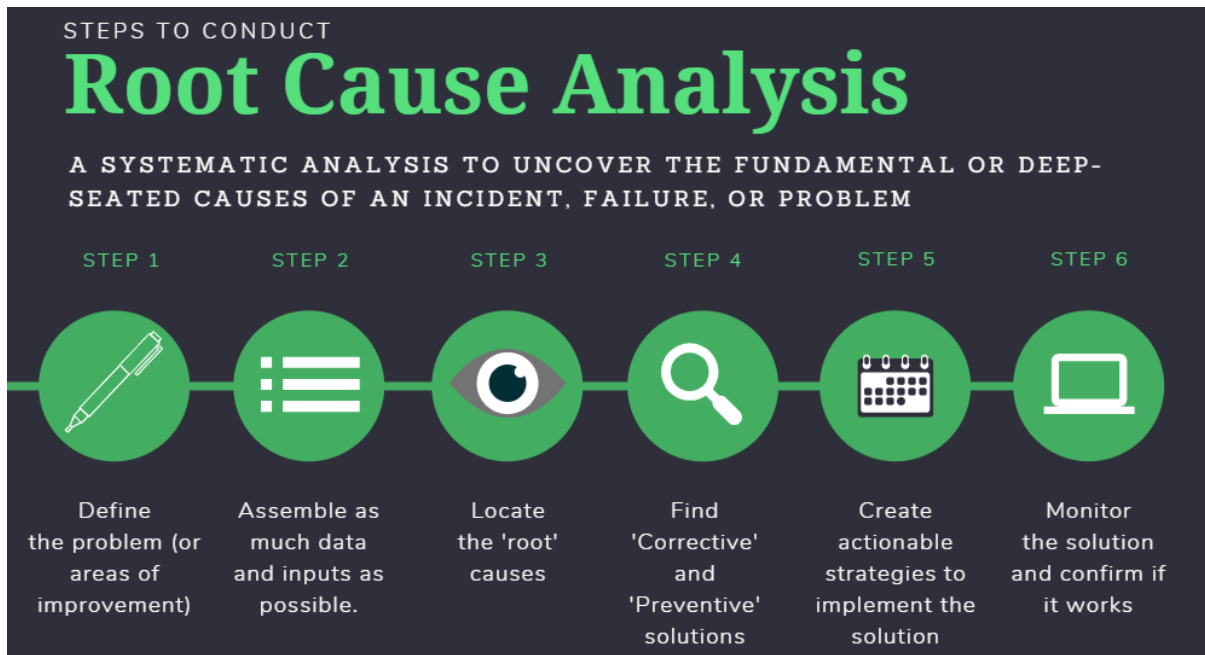 STEPS TO CONDUCT
Root Cause Analysis
A SYSTEMATIC ANALYSIS TO UNCOVER THE FUNDAMENTAL OR DEEP-
SEATED CAUSES OF AN INCIDENT, FAILURE, OR PROBLEM
STEP 1
Define
the problem (or
areas of
improvement)
STEP 2
Assemble as
much data
and inputs as
possible.
STEP 3
Locate
the 'root'
causes
STEP 4
Find
'Corrective'
and
'Preventive'
solutions
STEP 5
Create
actionable
strategies to
implement the
solution
STEP 6
Monitor
the solution
and confirm if
it works